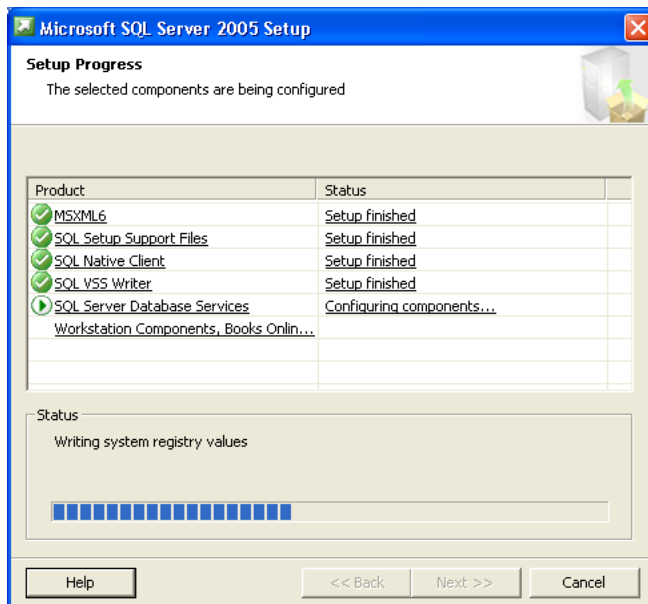 Microsoft SQL Server 2005 Setup
Setup Progress
The selected components are being configured
Product Status
MSXML6 Setup finished
SQL Setup Support Files Setup finished
SQL Native Client Setup finished
SQL VSS Writer Setup finished
SQL Server Database Services Configuring components...
Workstation Components, Books Onlin...
Status
Writing system registry values
Help << Back Next >> Cancel